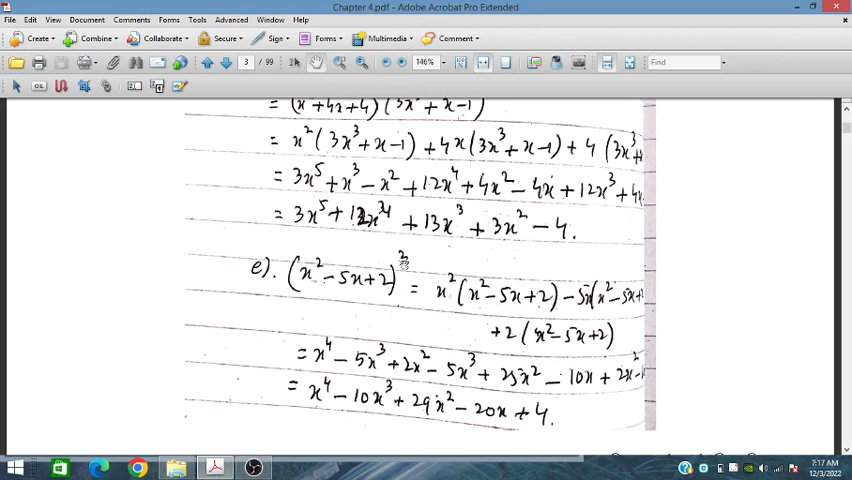 Chapter 4.pdf - Adobe Acrobat Pro Extended
File Edit View Document Comments Forms Tools Advanced Window Help
Create Combine Collaborate Secure Sign Forms Multimedia Comment
3 / 99 146% Find
= (x²+4x+4) (3x³+x-1)
= x²(3x³+x-1) +4x(3x³+x-1) + 4 (3x³+x
= 3x⁵+x³-x²+12x⁴+4x²-4x+12x³+4x
= 3x⁵+12x⁴+13x³+3x²-4.
e). (x²-5x+2)² = x²(x²-5x+2) -5x(x²-5x+2
+2(x²-5x+2)
= x⁴-5x³+2x²-5x³+25x²-10x+2x²-1
= x⁴-10x³+29x²-20x+4.
7:17 AM
12/3/2022